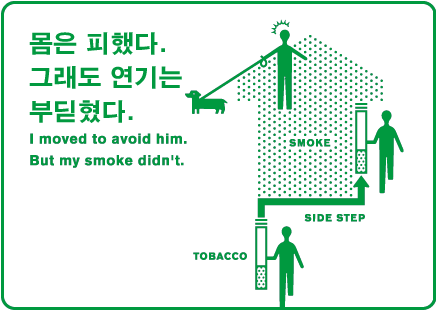 몸은 피했다.
그래도 연기는
부딛혔다.
I moved to avoid him.
But my smoke didn't.
SMOKE
SIDE STEP
TOBACCO